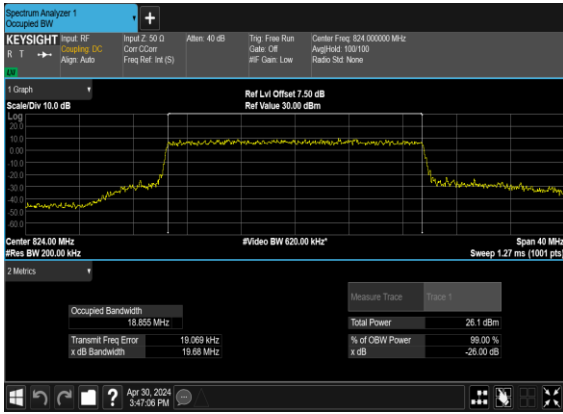 Spectrum Analyzer 1
Occupied BW
+
KEYSIGHT
R T
LXI
Input: RF
Coupling: DC
Align: Auto
Input Z: 50 Ω
Corr CCorr
Freq Ref: Int (S)
Atten: 40 dB
Trig: Free Run
Gate: Off
#IF Gain: Low
Center Freq: 824.000000 MHz
Avg|Hold: 100/100
Radio Std: None
1 Graph
Scale/Div 10.0 dB
Ref Lvl Offset 7.50 dB
Ref Value 30.00 dBm
Log
20.0
10.0
0.00
-10.0
-20.0
-30.0
-40.0
-50.0
-60.0
Center 824.00 MHz
#Res BW 200.00 kHz
#Video BW 620.00 kHz*
Span 40 MHz
Sweep 1.27 ms (1001 pts)
2 Metrics
Measure Trace
Trace 1
Occupied Bandwidth
18.855 MHz
Total Power
26.1 dBm
Transmit Freq Error
19.069 kHz
% of OBW Power
99.00 %
x dB Bandwidth
19.68 MHz
x dB
-26.00 dB
?
Apr 30, 2024
3:47:06 PM